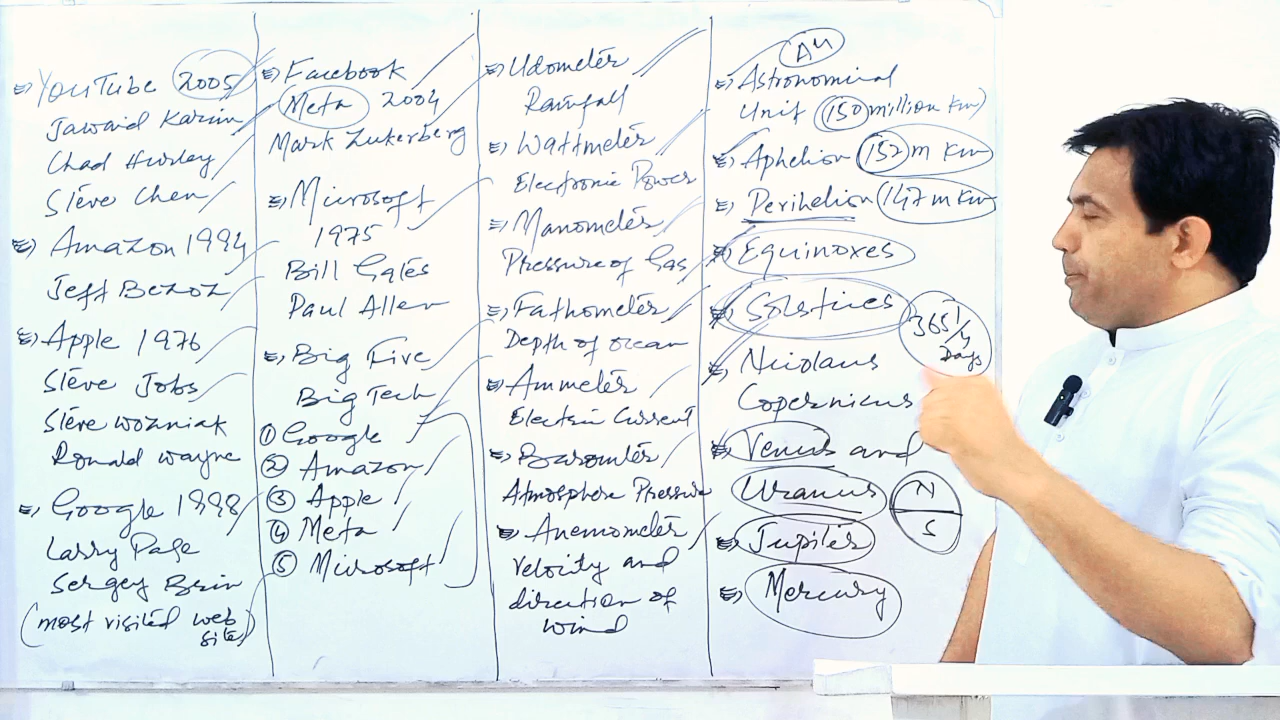 ⇒ YouTube 2005
Jawaid Karim
Chad Hurley
Steve Chen
⇒ Amazon 1994
Jeff Bezoz
⇒ Apple 1976
Steve Jobs
Steve wozniak
Ronald wayne
⇒ Google 1998
Larry Page
Sergey Brin
(most visited web
sites)
⇒ Facebook
Meta 2004
Mark Zukerberg
⇒ Microsoft
1975
Bill Gates
Paul Allen
⇒ Big Five
Big Tech
① Google
② Amazon
③ Apple
④ Meta
⑤ Microsoft
⇒ Udometer
Rainfall
⇒ Wattmeter
Electronic Power
⇒ Manometer
Pressure of Gas
⇒ Fathometer
Depth of ocean
⇒ Ammeter
Electric Current
⇒ Barometer
Atmosphere Pressure
⇒ Anemometer
Velocity and
direction of
wind
AU
⇒ Astronomical
Unit (150 million Km)
⇒ Aphelion 152 m Km
⇒ Perihelion 147 m Km
⇒ Equinoxes
⇒ Solstices
365 1/4
Days
⇒ Nicolaus
Copernicus
⇒ Venus and
Uranus
N
S
⇒ Jupiter
⇒ Mercury